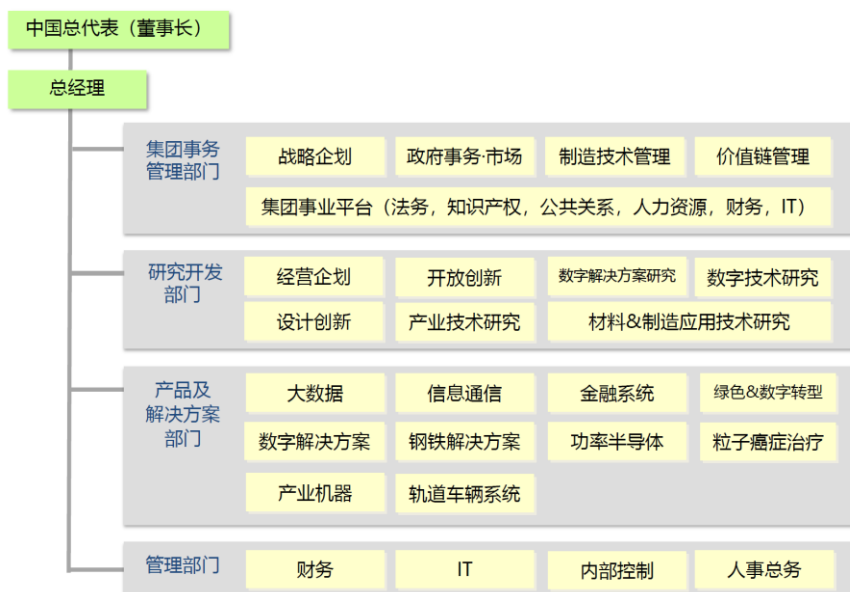 中国总代表（董事长）
总经理
集团事务
管理部门
战略企划
政府事务·市场
制造技术管理
价值链管理
集团事业平台（法务，知识产权，公共关系，人力资源，财务，IT）
研究开发
部门
经营企划
开放创新
数字解决方案研究
数字技术研究
设计创新
产业技术研究
材料&制造应用技术研究
产品及
解决方案
部门
大数据
信息通信
金融系统
绿色&数字转型
数字解决方案
钢铁解决方案
功率半导体
粒子癌症治疗
产业机器
轨道车辆系统
管理部门
财务
IT
内部控制
人事总务